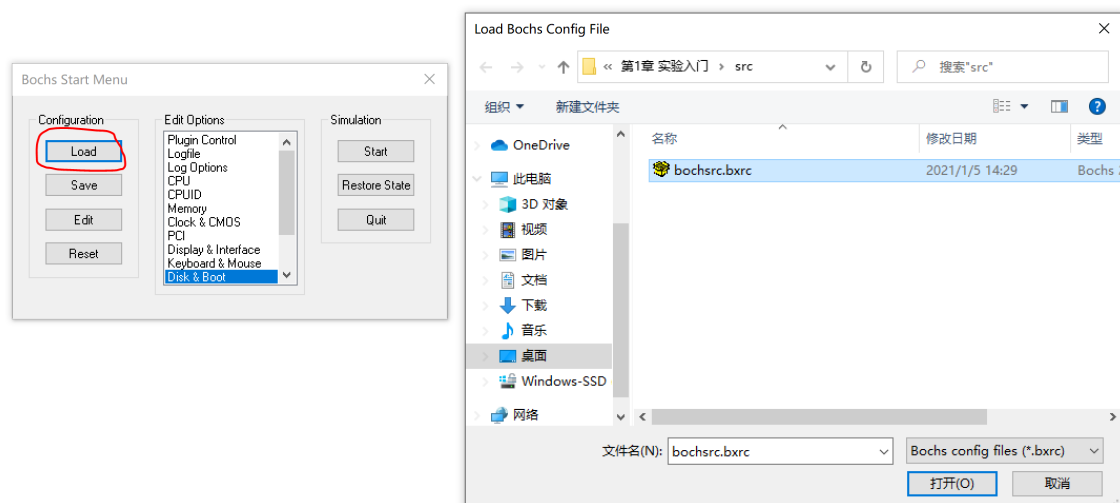 Bochs Start Menu
Configuration
Load
Save
Edit
Reset
Edit Options
Plugin Control
Logfile
Log Options
CPU
CPUID
Memory
Clock & CMOS
PCI
Display & Interface
Keyboard & Mouse
Disk & Boot
Simulation
Start
Restore State
Quit
Load Bochs Config File
« 第1章 实验入门 › src
搜索"src"
组织 新建文件夹
OneDrive
此电脑
3D 对象
视频
图片
文档
下载
音乐
桌面
Windows-SSD
网络
名称 修改日期 类型
bochsrc.bxrc 2021/1/5 14:29 Bochs
文件名(N): bochsrc.bxrc Bochs config files (*.bxrc)
打开(O) 取消